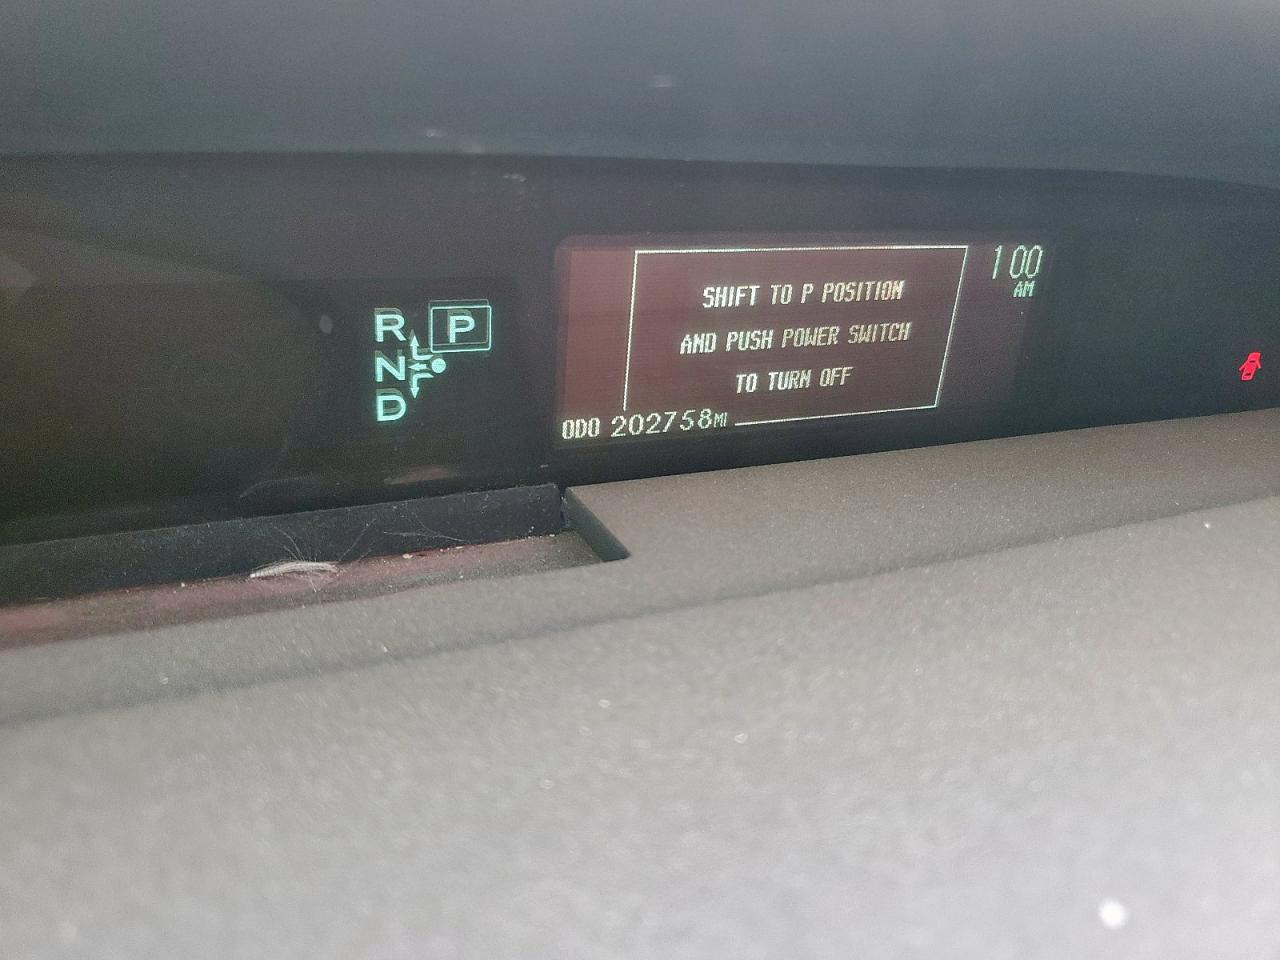 R P
N
D
SHIFT TO P POSITION
AND PUSH POWER SWITCH
TO TURN OFF
ODO 202758MI
1 00
AM